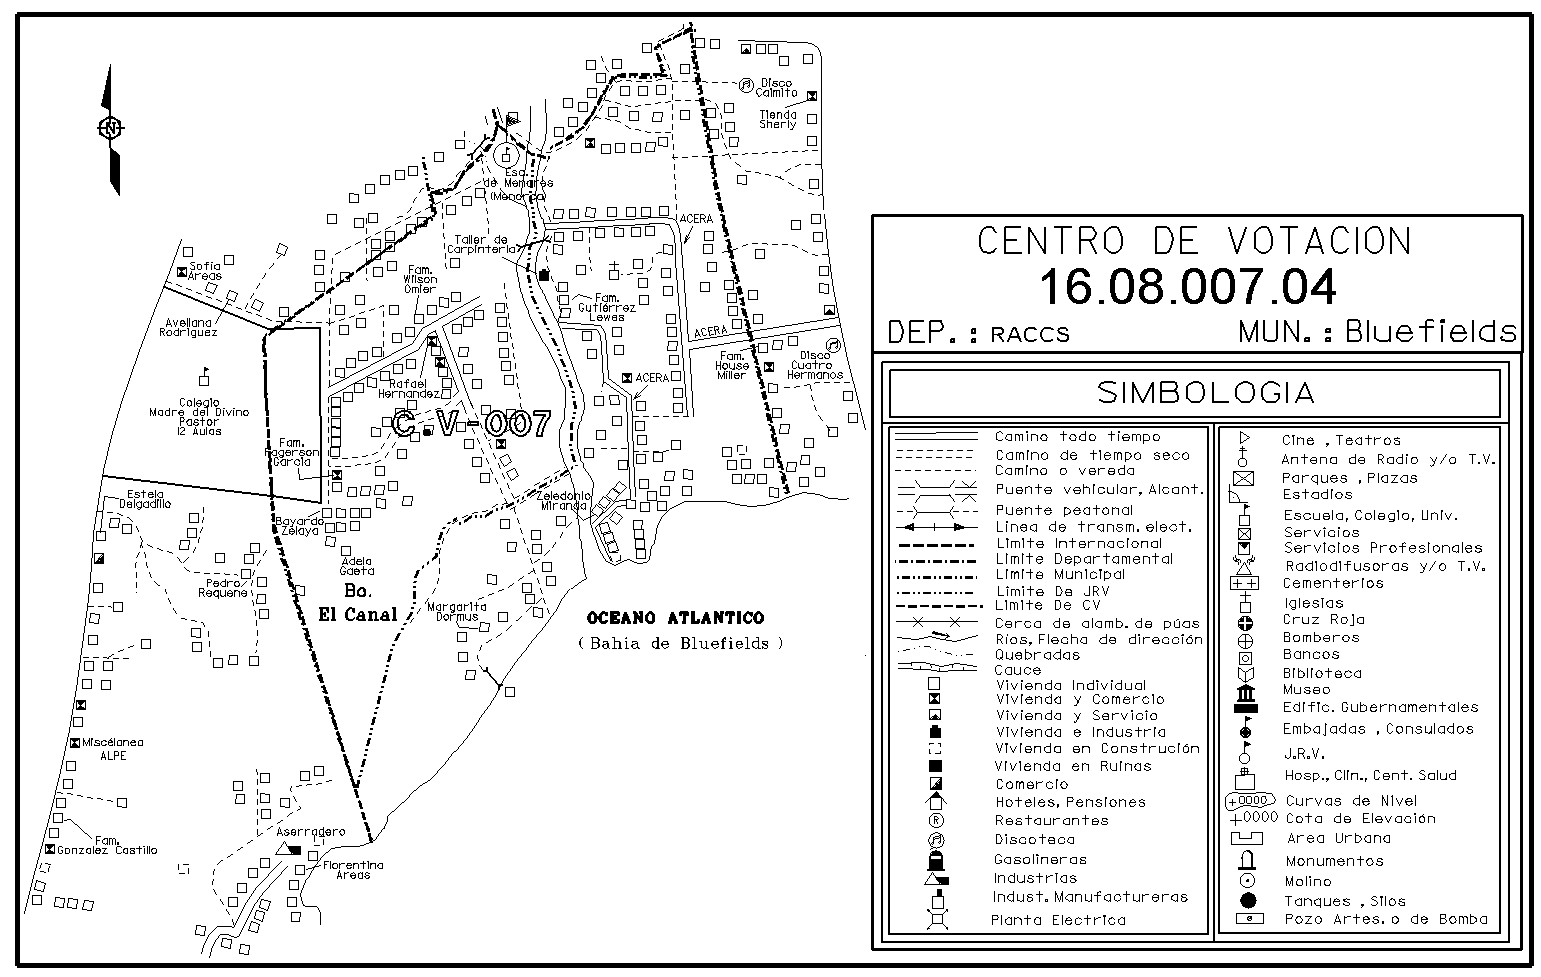 N
Disco
Calmito
Tienda
Sherly
Esc.
de Menores
(Menorca)
ACERA
Taller de
Carpinteria
Sofia
Areas
Fam.
Wilson
Omier
Fam.
Gutiérrez
Lewes
Avellana
Rodriguez
ACERA
Fam.
House
Miller
Disco
Cuatro
Hermanos
Rafael
Hernandez
ACERA
Colegio
Madre del Divino
Pastor
12 Aulas
C.V-007
Fam.
Fagerson
Garcia
Estela
Delgadillo
Zeledonio
Miranda
Bayardo
Zelaya
Adela
Gaeta
Pedro
Requene
Bo.
El Canal
Margarita
Dormus
OCEANO ATLANTICO
( Bahia de Bluefields )
Miscélanea
ALPE
Aserradero
Fam.
Gonzalez Castillo
Florentina
Areas
CENTRO DE VOTACION
16.08.007.04
DEP. : RACCS
MUN. : Bluefields
SIMBOLOGIA
Camino todo tiempo
Camino de tiempo seco
Camino o vereda
Puente vehicular, Alcant.
Puente peatonal
Linea de transm. elect.
Limite Internacional
Limite Departamental
Limite Municipal
Limite De JRV
Limite De CV
Cerca de alamb. de púas
Rios, Flecha de dirección
Quebradas
Cauce
Vivienda Individual
Vivienda y Comercio
Vivienda y Servicio
Vivienda e Industria
Vivienda en Construción
Vivienda en Ruinas
Comercio
Hoteles, Pensiones
R Restaurantes
Discoteca
Gasolineras
Industrias
Indust. Manufactureras
Planta Electrica
Cine , Teatros
Antena de Radio y/o T.V.
Parques , Plazas
Estadios
Escuela, Colegio, Univ.
Servicios
Servicios Profesionales
Radiodifusoras y/o T.V.
Cementerios
Iglesias
Cruz Roja
Bomberos
Bancos
Biblioteca
Museo
Edific. Gubernamentales
Embajadas , Consulados
J.R.V.
Hosp., Clin., Cent. Salud
+0000 Curvas de Nivel
+0000 Cota de Elevación
Area Urbana
Monumentos
Molino
Tanques , Silos
Pozo Artes. o de Bomba